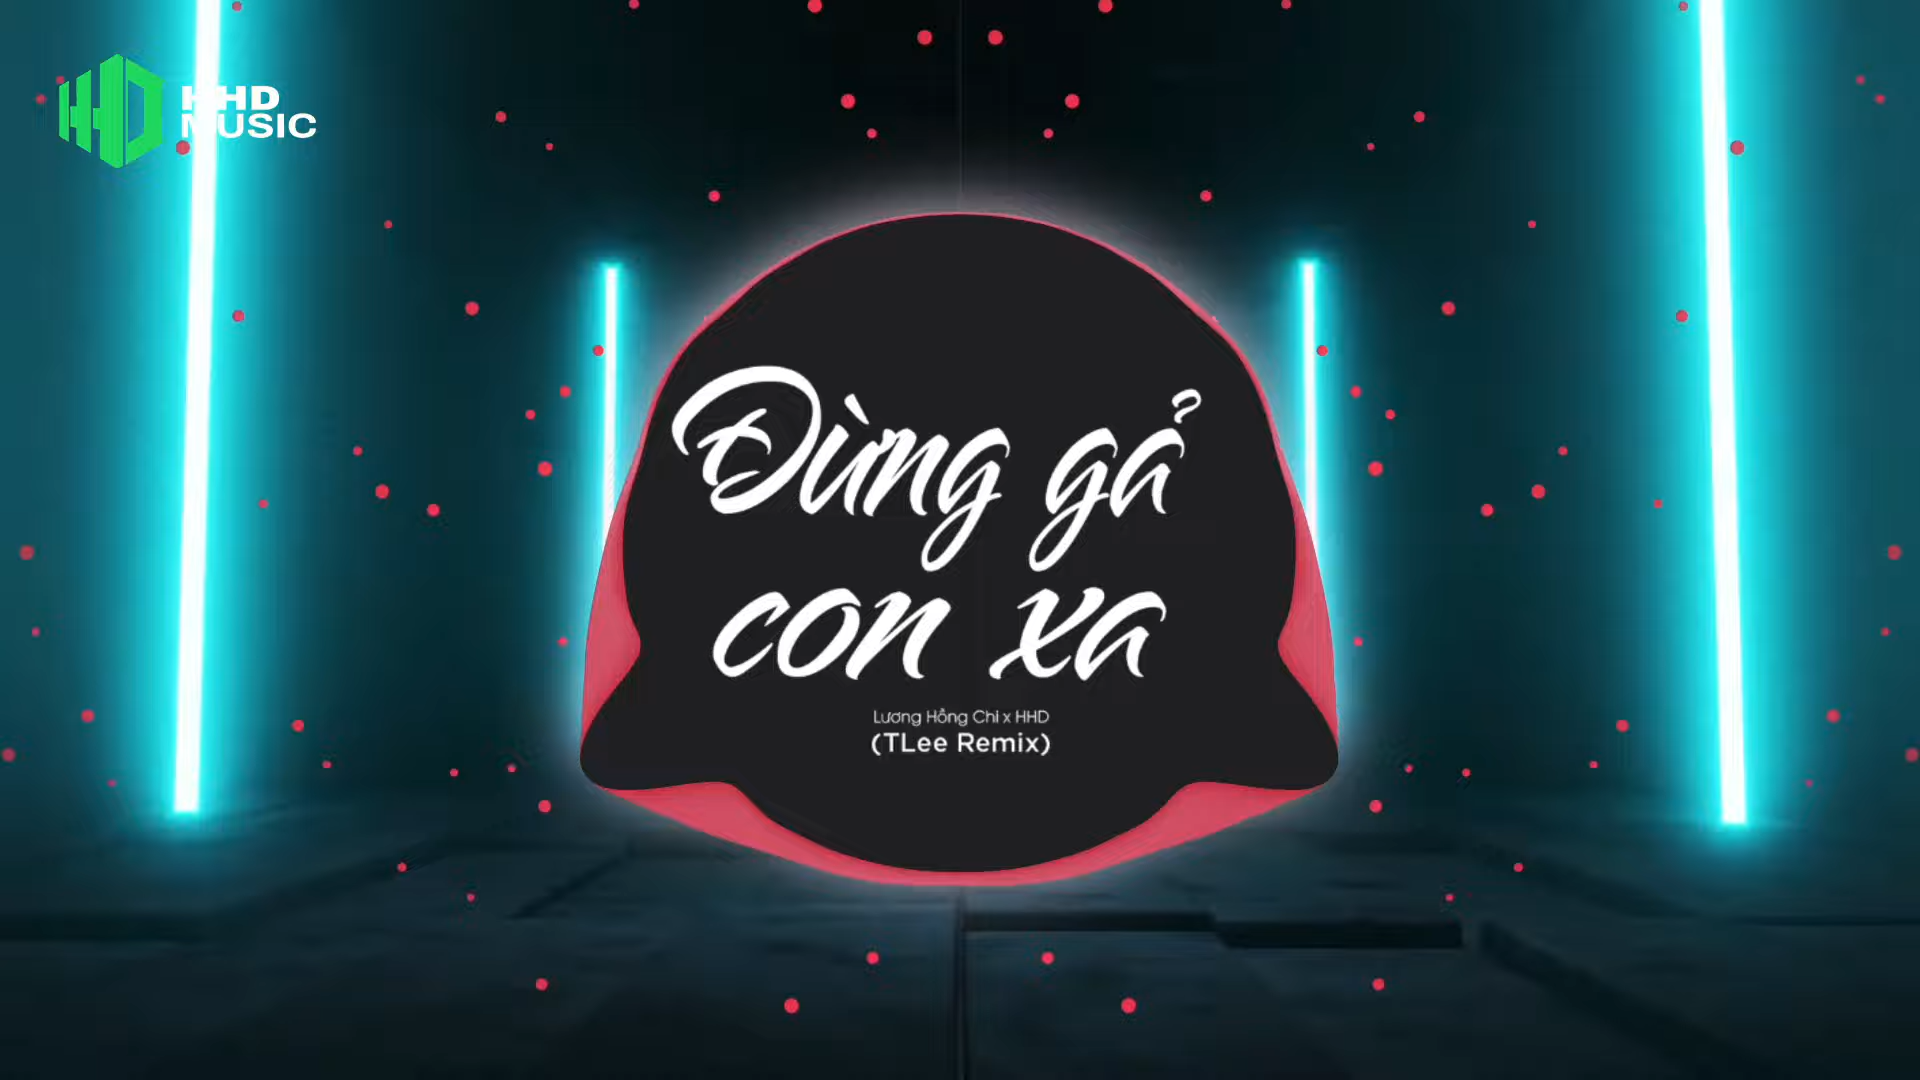 HHD
MUSIC
Đừng gả
con xa
Lương Hồng Chi x HHD
(TLee Remix)